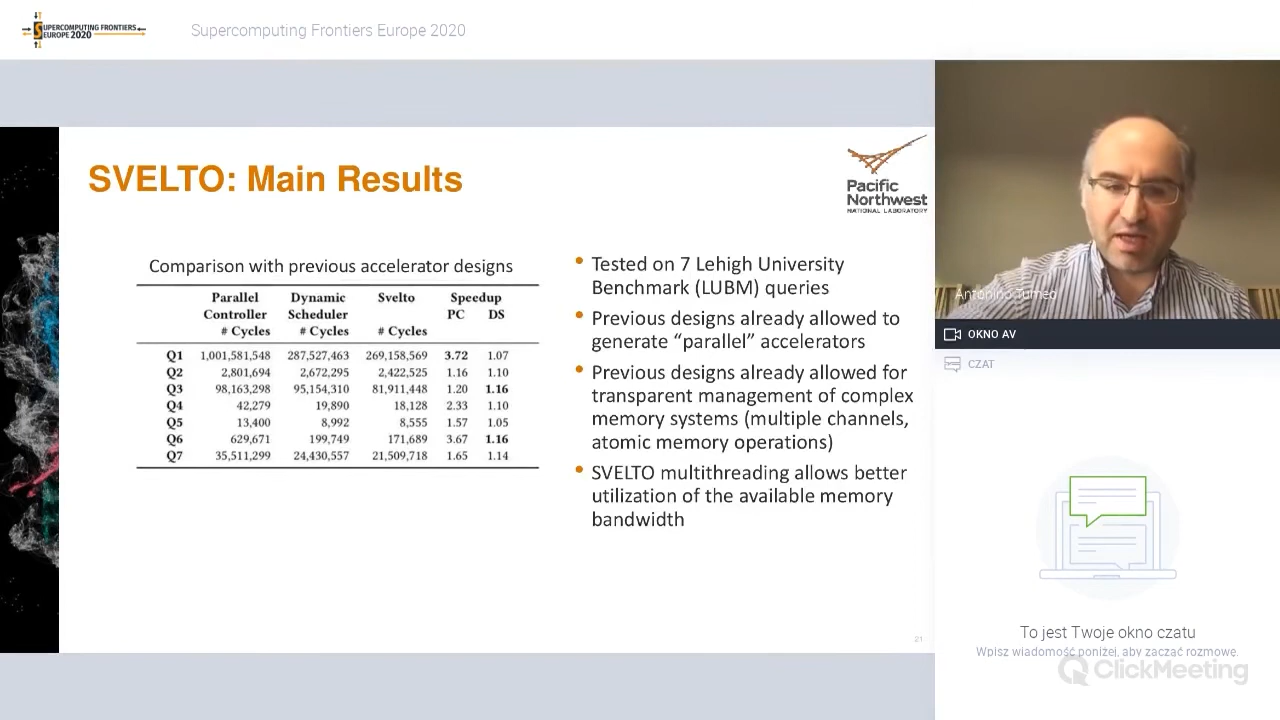 SUPERCOMPUTING FRONTIERS
EUROPE 2020
Supercomputing Frontiers Europe 2020
SVELTO: Main Results
Pacific
Northwest
NATIONAL LABORATORY
Comparison with previous accelerator designs
Parallel Dynamic Svelto Speedup
Controller Scheduler PC DS
# Cycles # Cycles # Cycles
Q1 1,001,581,548 287,527,463 269,158,569 3.72 1.07
Q2 2,801,694 2,672,295 2,422,525 1.16 1.10
Q3 98,163,298 95,154,310 81,911,448 1.20 1.16
Q4 42,279 19,890 18,128 2.33 1.10
Q5 13,400 8,992 8,555 1.57 1.05
Q6 629,671 199,749 171,689 3.67 1.16
Q7 35,511,299 24,430,557 21,509,718 1.65 1.14
• Tested on 7 Lehigh University
Benchmark (LUBM) queries
• Previous designs already allowed to
generate “parallel” accelerators
• Previous designs already allowed for
transparent management of complex
memory systems (multiple channels,
atomic memory operations)
• SVELTO multithreading allows better
utilization of the available memory
bandwidth
21
Antonino Tumeo
OKNO AV
CZAT
To jest Twoje okno czatu
Wpisz wiadomość poniżej, aby zacząć rozmowę.
ClickMeeting